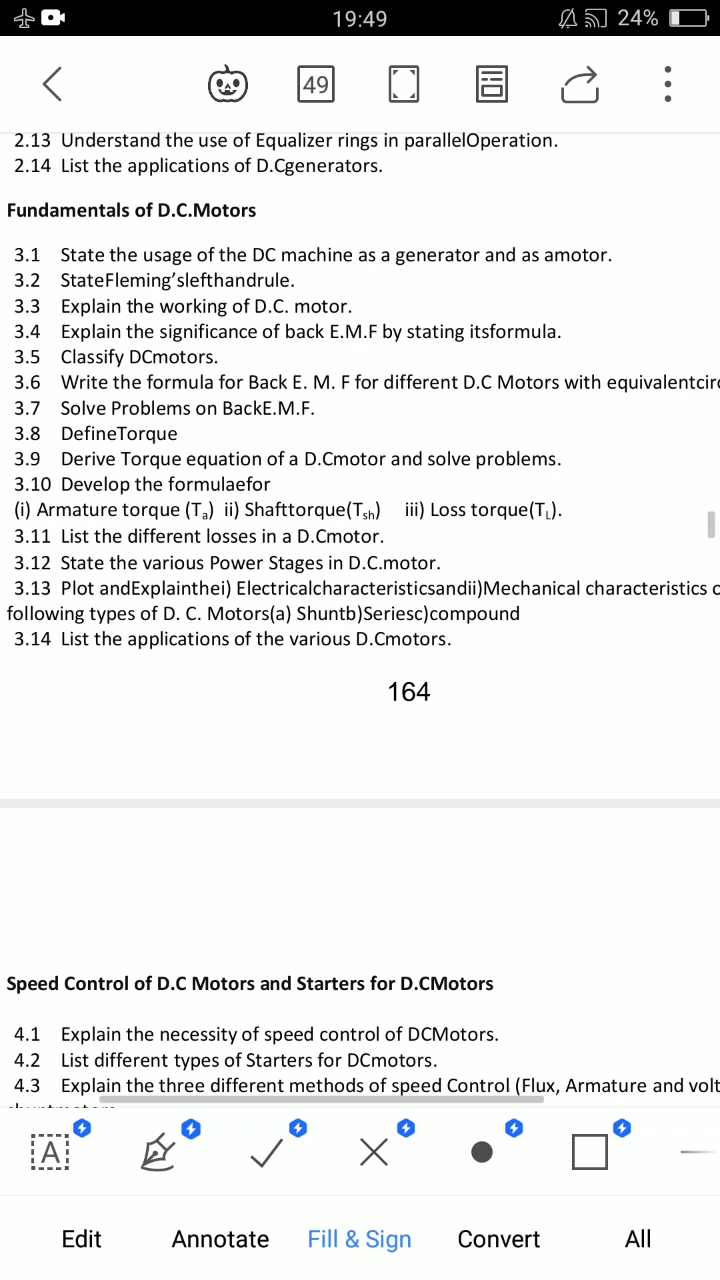 19:49
24%
49
2.13 Understand the use of Equalizer rings in parallelOperation.
2.14 List the applications of D.Cgenerators.
Fundamentals of D.C.Motors
3.1 State the usage of the DC machine as a generator and as amotor.
3.2 StateFleming'slefthandrule.
3.3 Explain the working of D.C. motor.
3.4 Explain the significance of back E.M.F by stating itsformula.
3.5 Classify DCmotors.
3.6 Write the formula for Back E. M. F for different D.C Motors with equivalentcirc
3.7 Solve Problems on BackE.M.F.
3.8 DefineTorque
3.9 Derive Torque equation of a D.Cmotor and solve problems.
3.10 Develop the formulaefor
(i) Armature torque (Ta) ii) Shafttorque(Tsh) iii) Loss torque(TL).
3.11 List the different losses in a D.Cmotor.
3.12 State the various Power Stages in D.C.motor.
3.13 Plot andExplainthei) Electricalcharacteristicsandii)Mechanical characteristics o
following types of D. C. Motors(a) Shuntb)Seriesc)compound
3.14 List the applications of the various D.Cmotors.
164
Speed Control of D.C Motors and Starters for D.CMotors
4.1 Explain the necessity of speed control of DCMotors.
4.2 List different types of Starters for DCmotors.
4.3 Explain the three different methods of speed Control (Flux, Armature and volt
A
Edit Annotate Fill & Sign Convert All